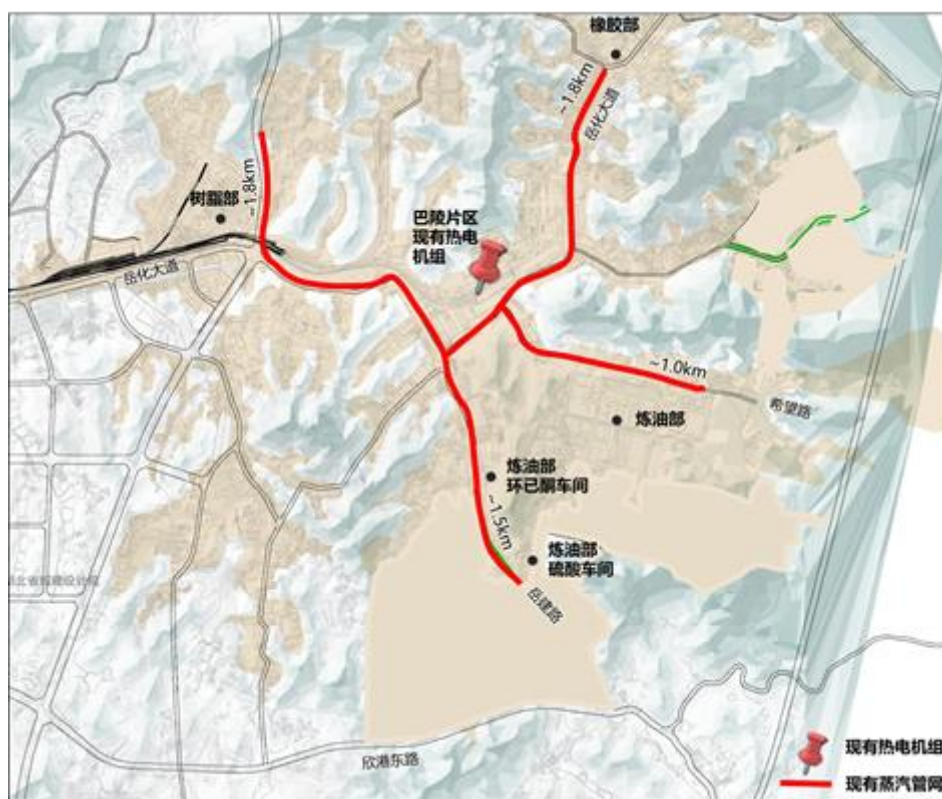 橡胶部
~1.8km
岳化大道
~1.8km
树脂部
巴陵片区
现有热电
机组
岳化大道
~1.0km
希望路
炼油部
炼油部
环己酮车间
~1.5km
炼油部
硫酸车间
岳建路
欣港东路
现有热电机组
现有蒸汽管网